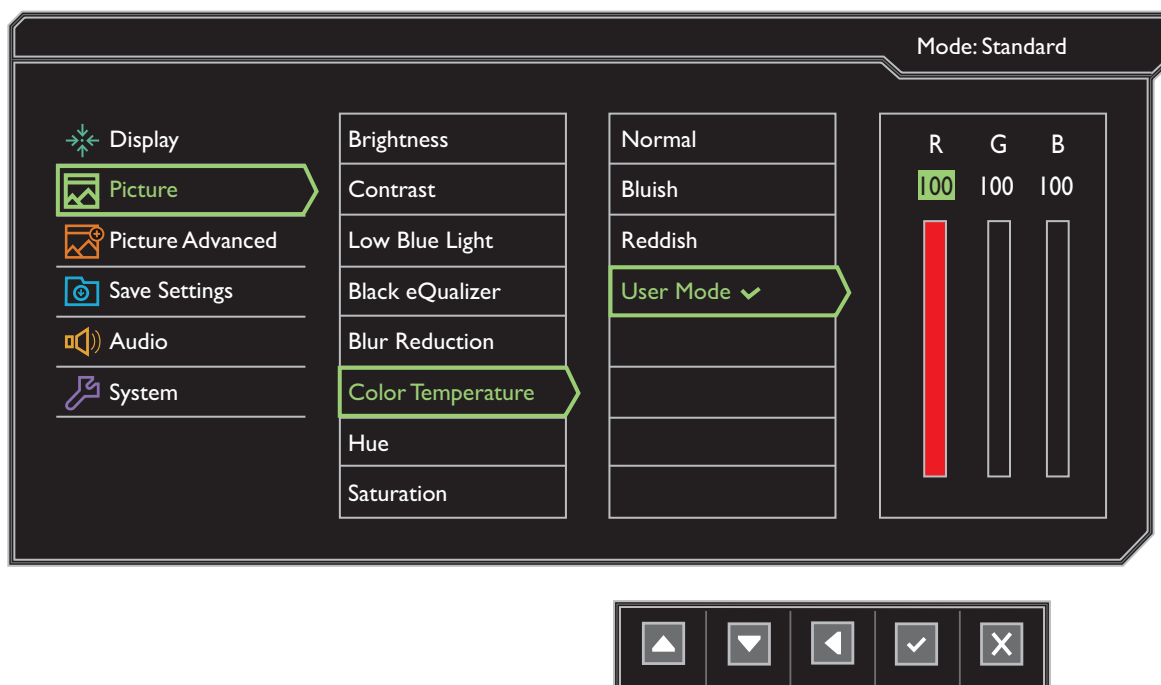 Mode: Standard
Display
Picture
Picture Advanced
Save Settings
Audio
System
Brightness
Contrast
Low Blue Light
Black eQualizer
Blur Reduction
Color Temperature
Hue
Saturation
Normal
Bluish
Reddish
User Mode
R G B
100 100 100